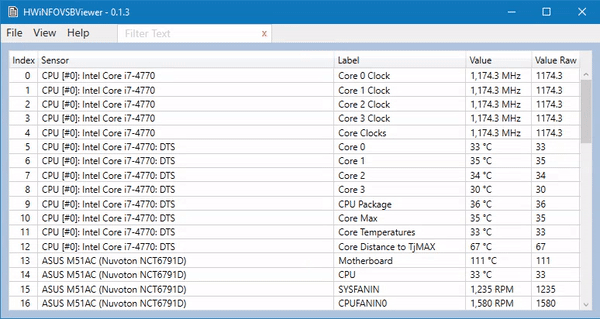 HWiNFOVSBViewer - 0.1.3
File View Help Filter Text x
Index Sensor Label Value Value Raw
0 CPU [#0]: Intel Core i7-4770 Core 0 Clock 1,174.3 MHz 1174.3
1 CPU [#0]: Intel Core i7-4770 Core 1 Clock 1,174.3 MHz 1174.3
2 CPU [#0]: Intel Core i7-4770 Core 2 Clock 1,174.3 MHz 1174.3
3 CPU [#0]: Intel Core i7-4770 Core 3 Clock 1,174.3 MHz 1174.3
4 CPU [#0]: Intel Core i7-4770 Core Clocks 1,174.3 MHz 1174.3
5 CPU [#0]: Intel Core i7-4770: DTS Core 0 33 °C 33
6 CPU [#0]: Intel Core i7-4770: DTS Core 1 35 °C 35
7 CPU [#0]: Intel Core i7-4770: DTS Core 2 34 °C 34
8 CPU [#0]: Intel Core i7-4770: DTS Core 3 30 °C 30
9 CPU [#0]: Intel Core i7-4770: DTS CPU Package 36 °C 36
10 CPU [#0]: Intel Core i7-4770: DTS Core Max 35 °C 35
11 CPU [#0]: Intel Core i7-4770: DTS Core Temperatures 33 °C 33
12 CPU [#0]: Intel Core i7-4770: DTS Core Distance to TjMAX 67 °C 67
13 ASUS M51AC (Nuvoton NCT6791D) Motherboard 111 °C 111
14 ASUS M51AC (Nuvoton NCT6791D) CPU 33 °C 33
15 ASUS M51AC (Nuvoton NCT6791D) SYSFANIN 1,235 RPM 1235
16 ASUS M51AC (Nuvoton NCT6791D) CPUFANIN0 1,580 RPM 1580